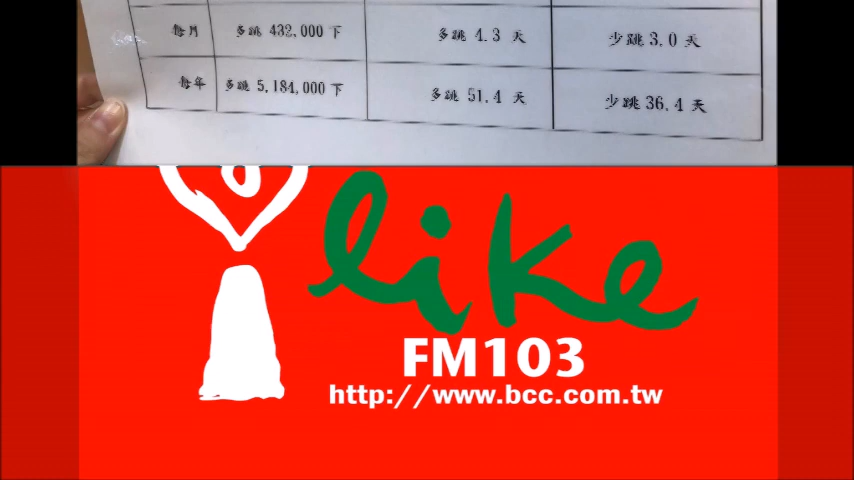 每月 多跳 432,000 下 多跳 4.3 天 少跳 3.0 天
每年 多跳 5,184,000 下 多跳 51.4 天 少跳 36.4 天
i like
FM103
http://www.bcc.com.tw